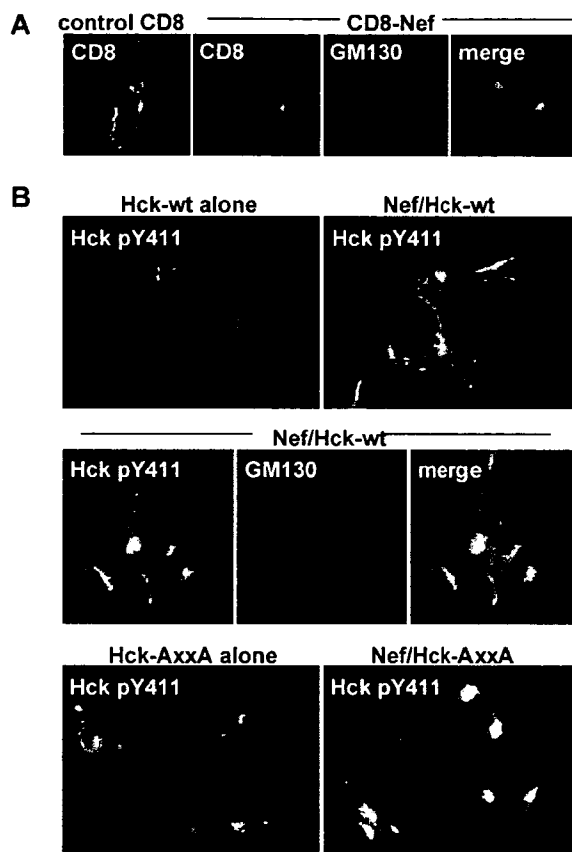 A
control CD8
CD8-Nef
CD8
CD8
GM130
merge
B
Hck-wt alone
Nef/Hck-wt
Hck pY411
Hck pY411
Nef/Hck-wt
Hck pY411
GM130
merge
Hck-AxxA alone
Nef/Hck-AxxA
Hck pY411
Hck pY411